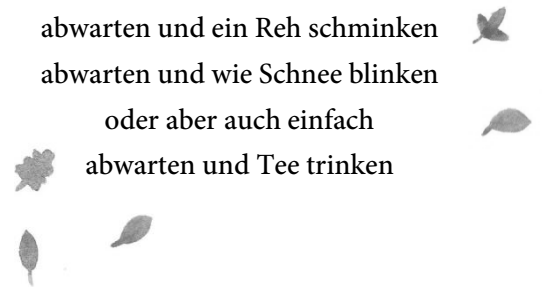 abwarten und ein Reh schminken
abwarten und wie Schnee blinken
oder aber auch einfach
abwarten und Tee trinken